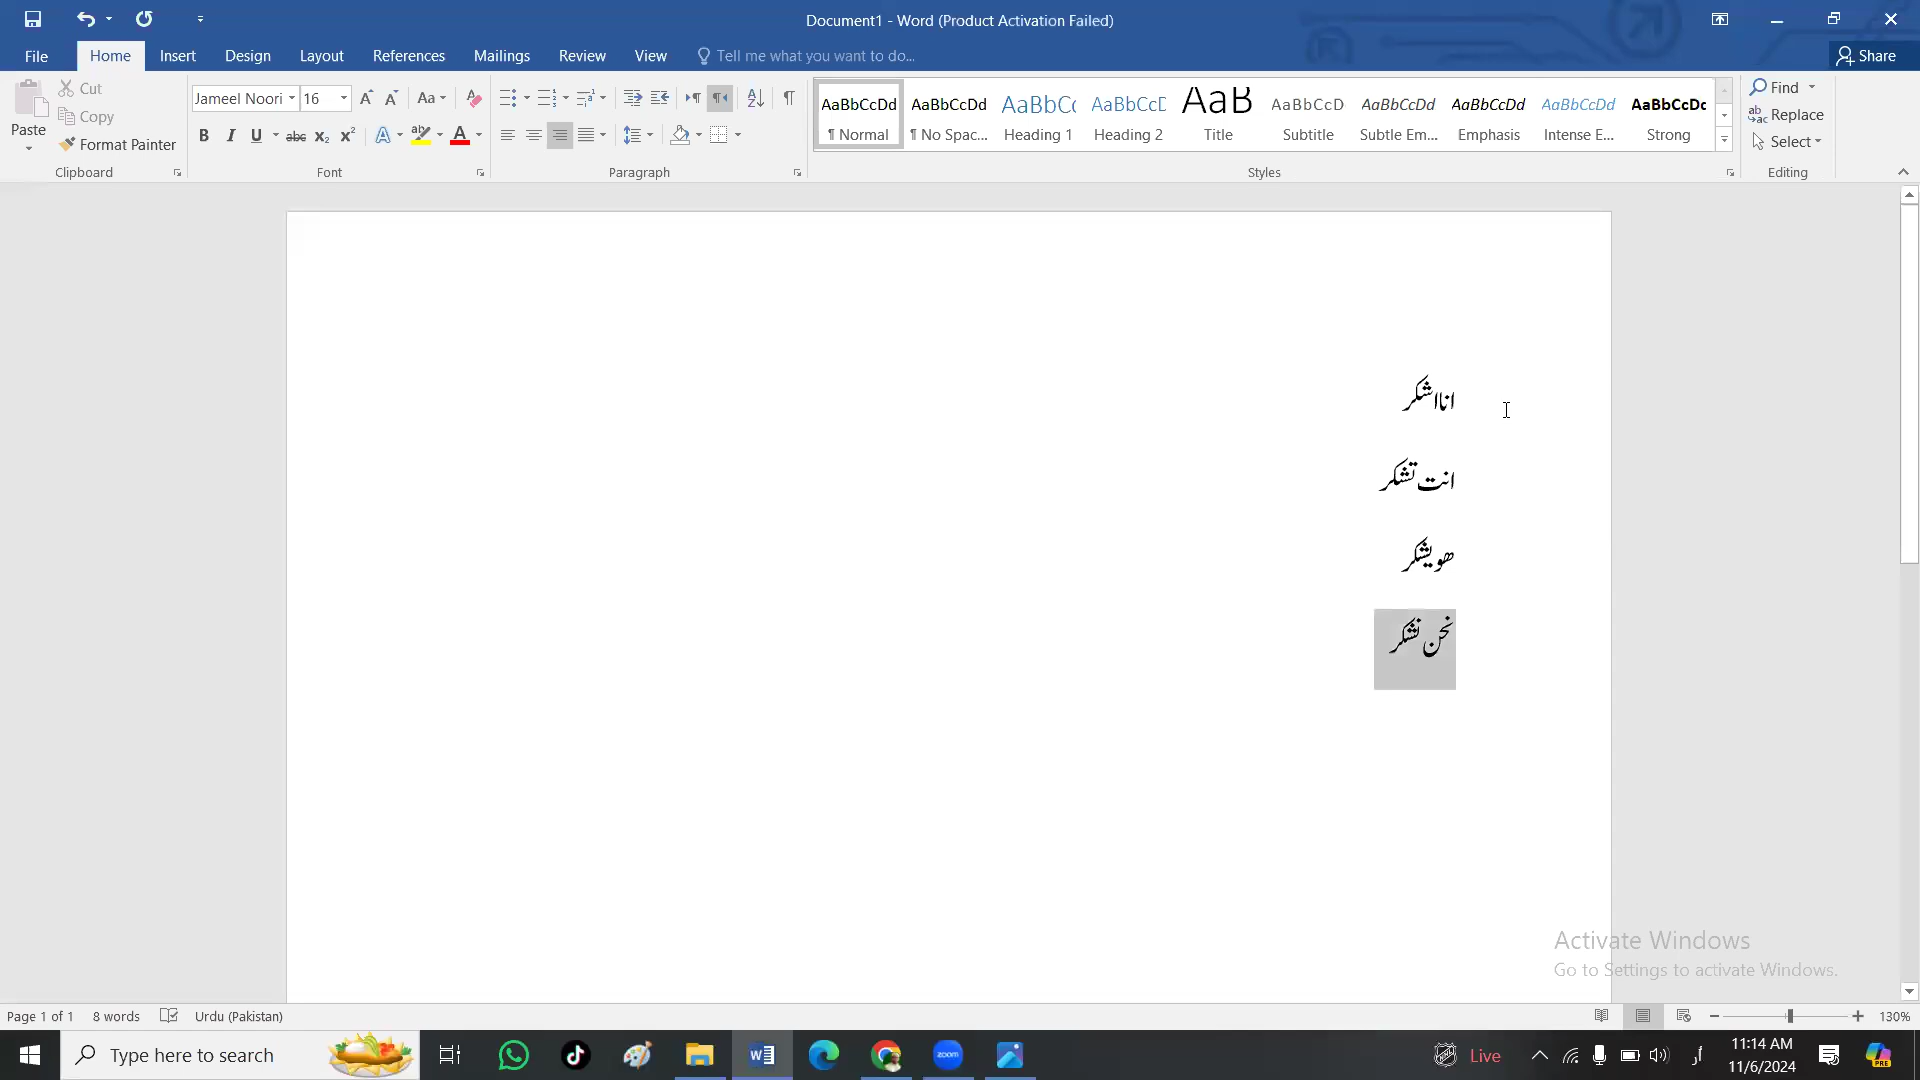 Document1 - Word (Product Activation Failed)
File Home Insert Design Layout References Mailings Review View Tell me what you want to do... Share
Paste
Cut
Copy
Format Painter
Clipboard
Jameel Noori 16
Font
Paragraph
AaBbCcDd AaBbCcDd AaBbC AaBbCcD AaB AaBbCcD AaBbCcDd AaBbCcDd AaBbCcDd AaBbCcDc
¶ Normal ¶ No Spac... Heading 1 Heading 2 Title Subtitle Subtle Em... Emphasis Intense E... Strong
Styles
Find
Replace
Select
Editing
انا اشکر
انت تشکر
ھو یشکر
نحن نشکر
Activate Windows
Go to Settings to activate Windows.
Page 1 of 1 8 words Urdu (Pakistan) 130%
Type here to search
zoom
Live
11:14 AM
11/6/2024
PRE